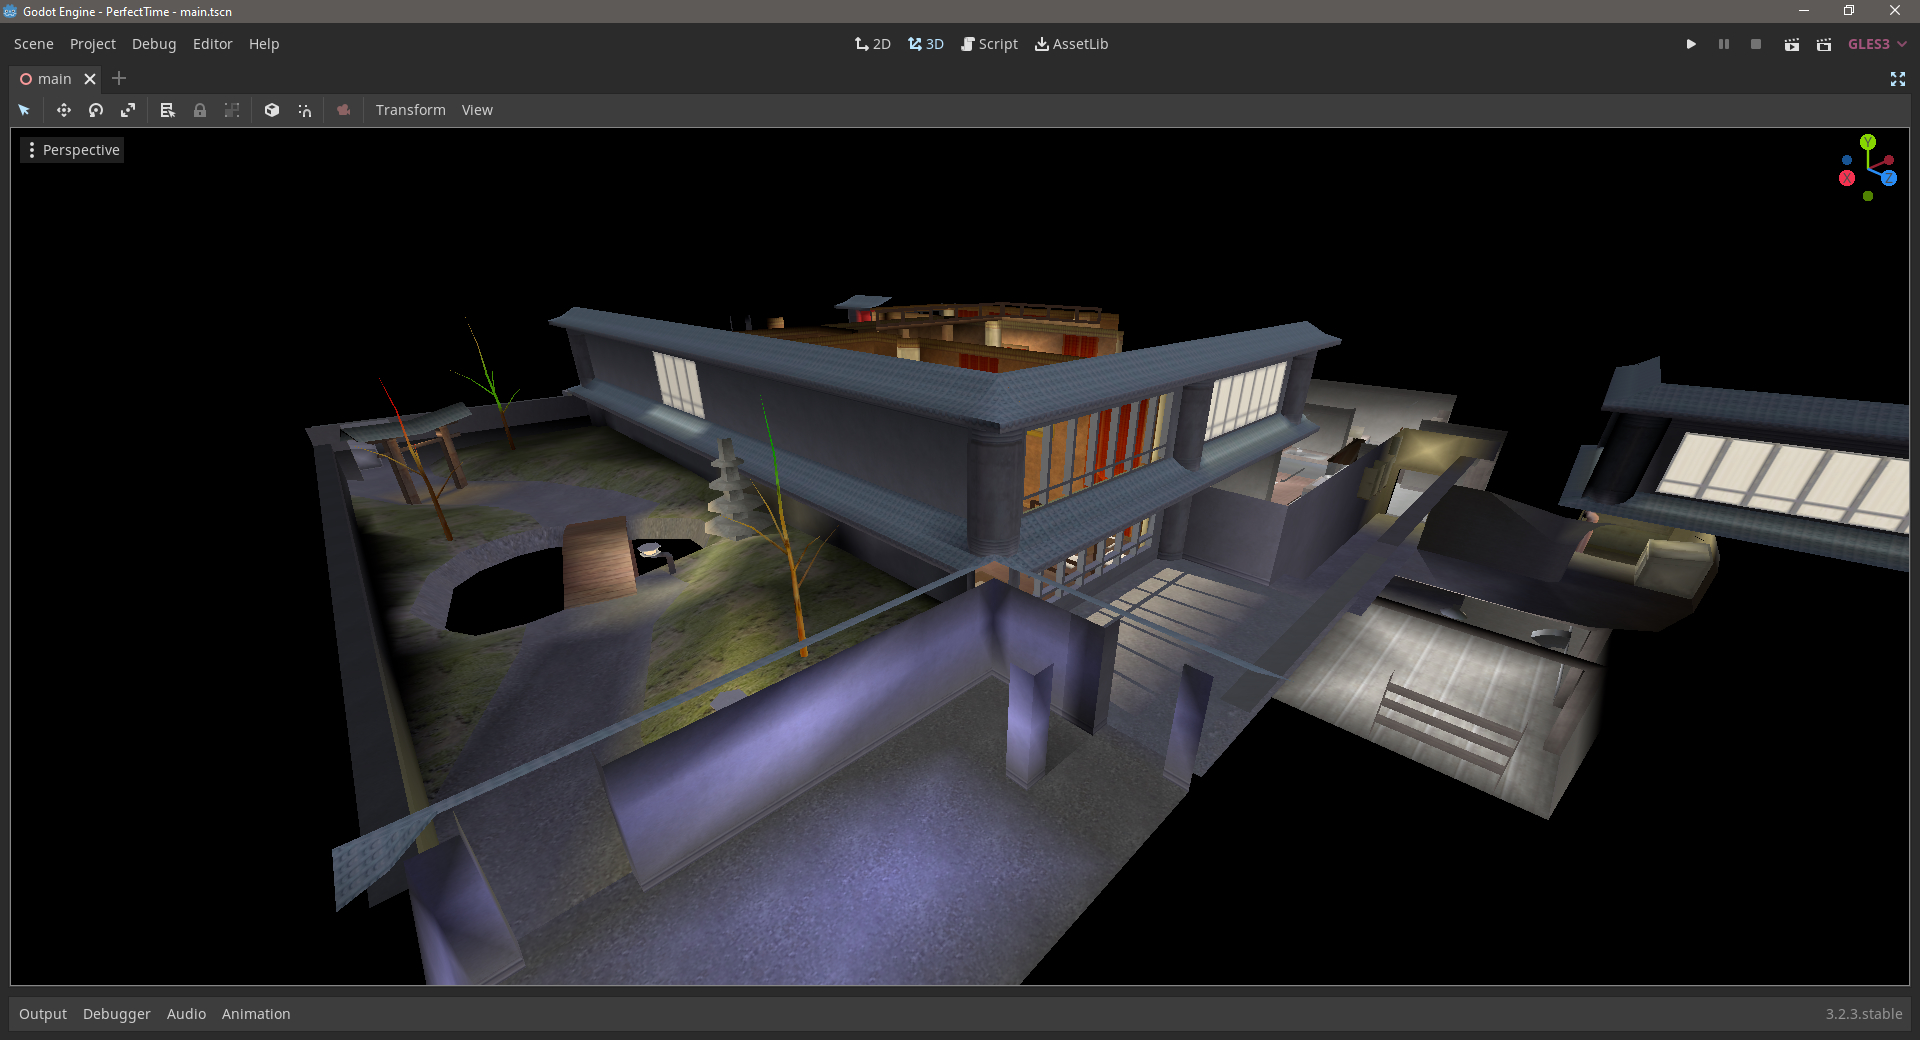 Godot Engine - PerfectTime - main.tscn
Scene Project Debug Editor Help 2D 3D Script AssetLib GLES3
main
Transform View
Perspective
Y
X Z
Output Debugger Audio Animation 3.2.3.stable